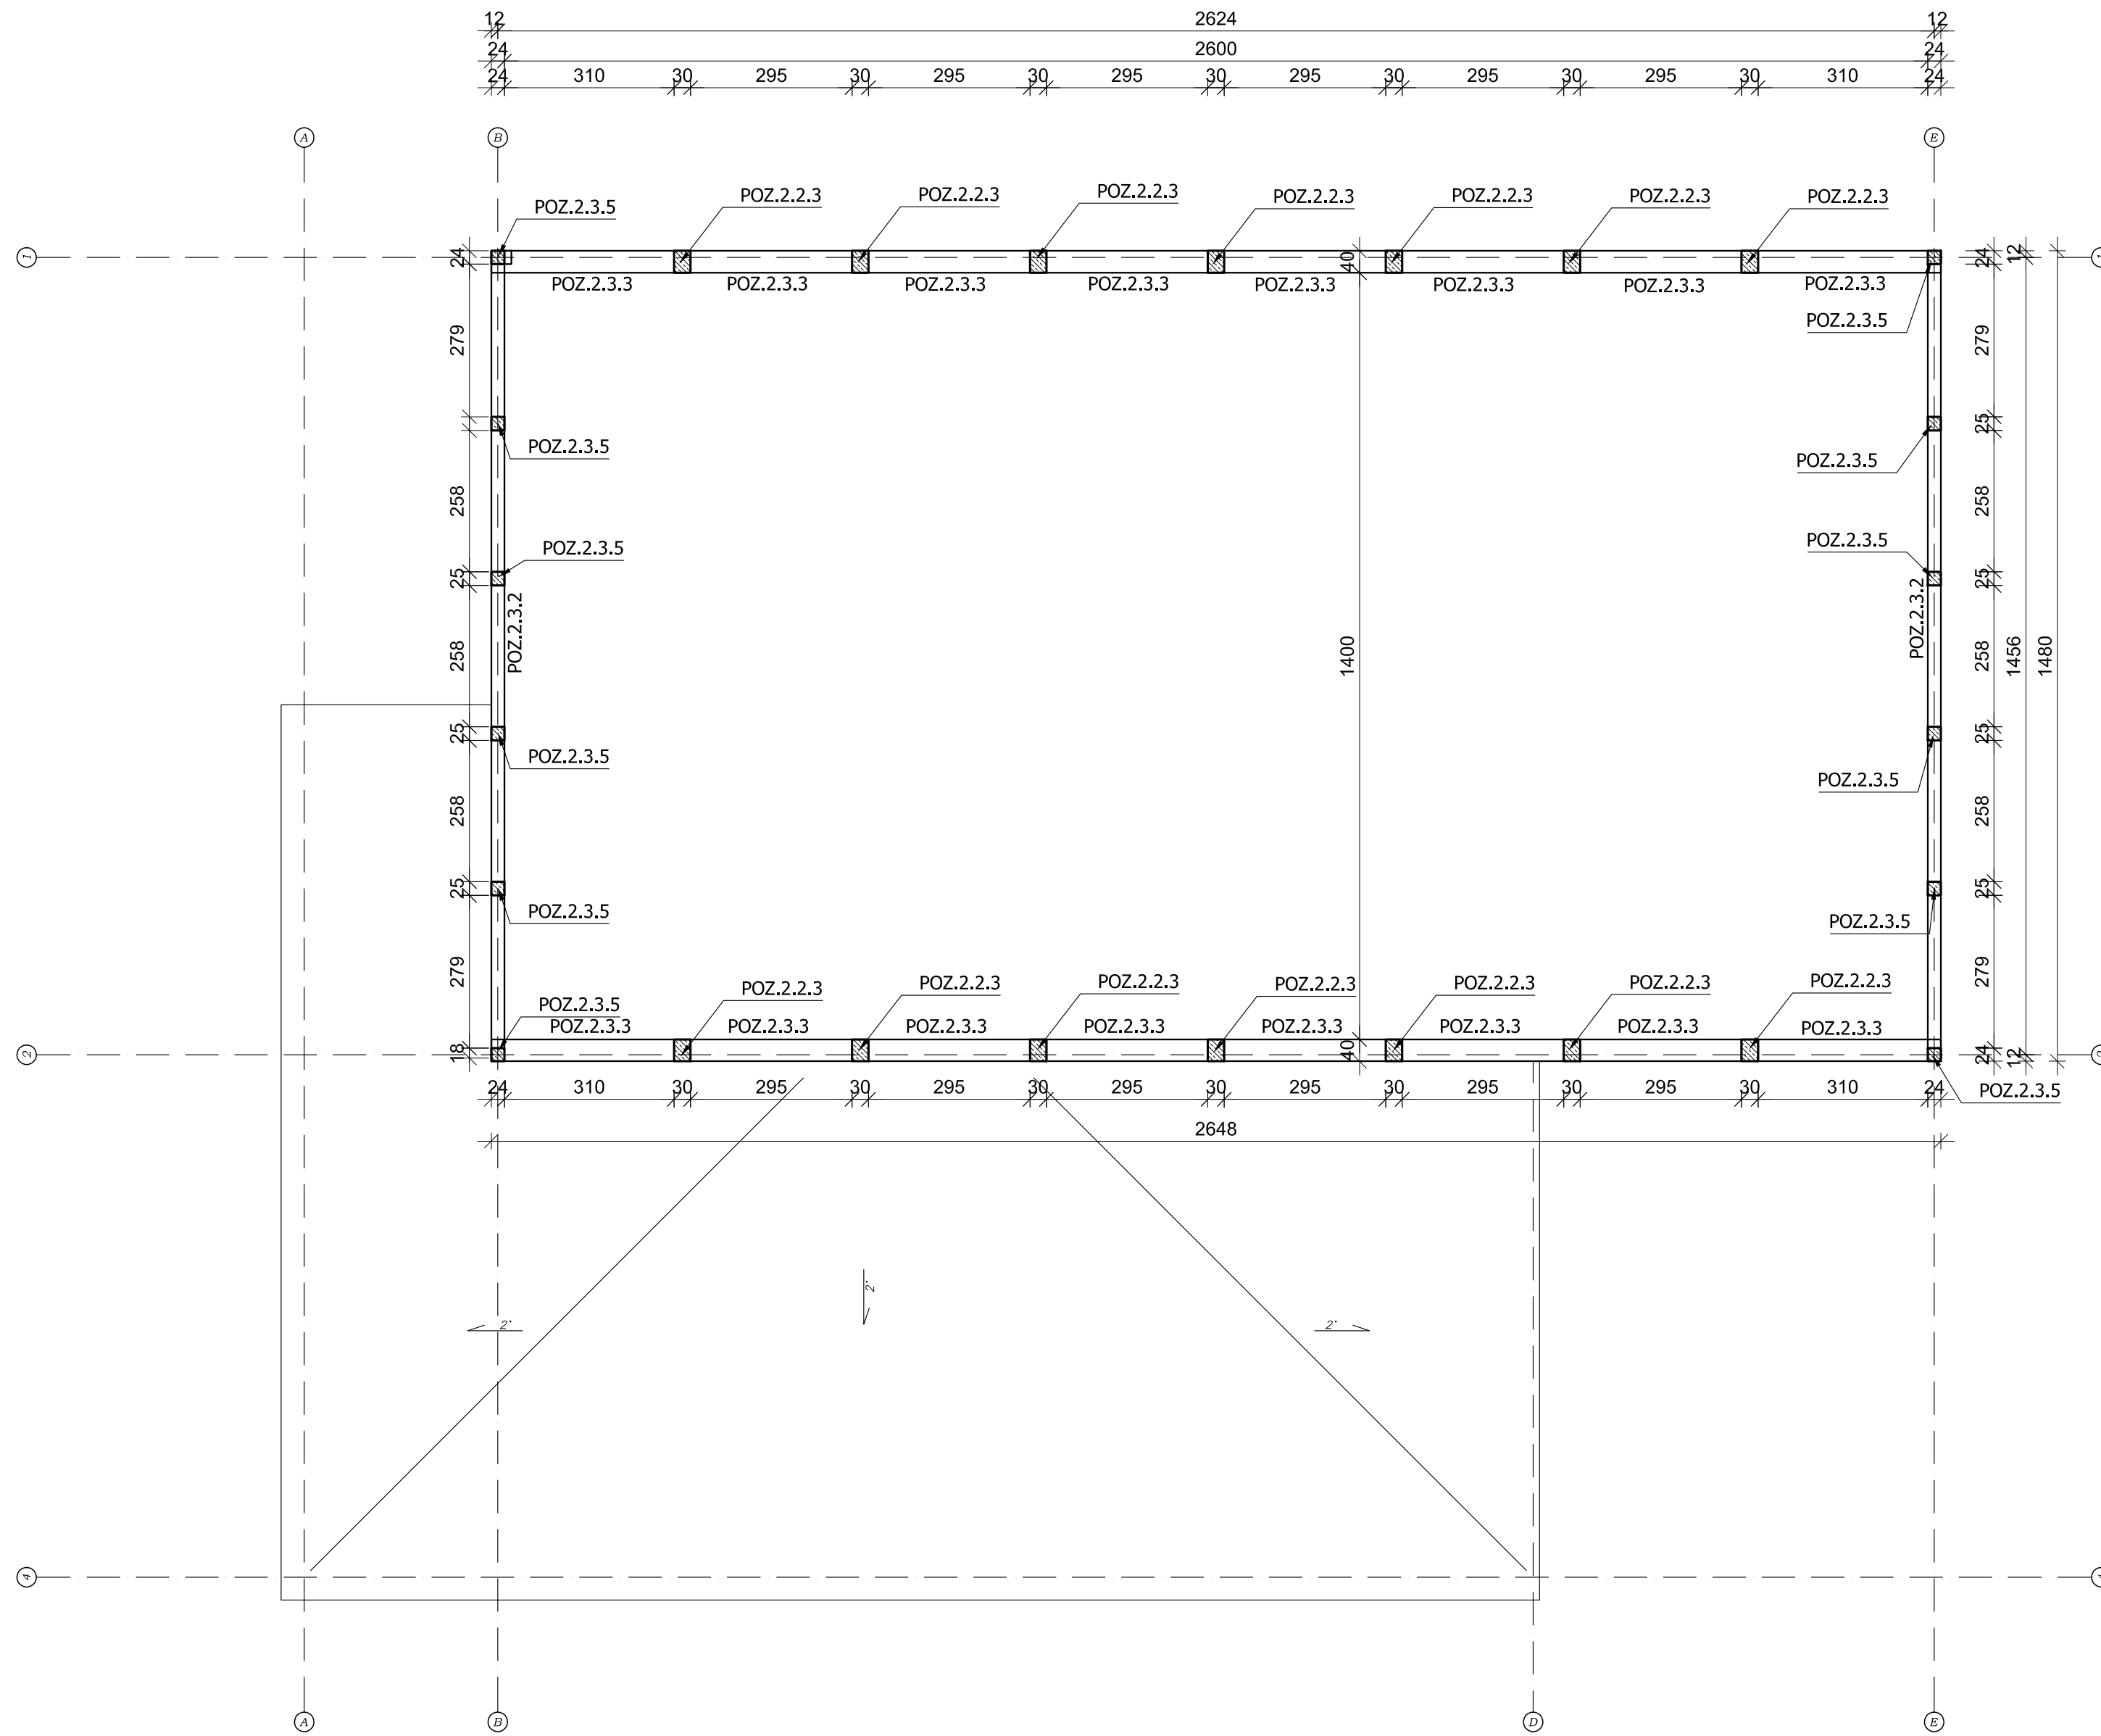 12 2624 12
24 2600 24
24 310 30 295 30 295 30 295 30 295 30 295 30 295 30 310 24
A B E
POZ.2.3.5 POZ.2.2.3 POZ.2.2.3 POZ.2.2.3 POZ.2.2.3 POZ.2.2.3 POZ.2.2.3 POZ.2.2.3
1 24 40 24 12 1
POZ.2.3.3 POZ.2.3.3 POZ.2.3.3 POZ.2.3.3 POZ.2.3.3 POZ.2.3.3 POZ.2.3.3 POZ.2.3.3
POZ.2.3.5
279 279
POZ.2.3.5 25
POZ.2.3.5
258 258
POZ.2.3.5 POZ.2.3.5
25 25
POZ.2.3.2 POZ.2.3.2
258 1400 258 1456 1480
25 25
POZ.2.3.5 POZ.2.3.5
258 258
25 25
POZ.2.3.5 POZ.2.3.5
279 279
POZ.2.3.5 POZ.2.2.3 POZ.2.2.3 POZ.2.2.3 POZ.2.2.3 POZ.2.2.3 POZ.2.2.3 POZ.2.2.3
POZ.2.3.3 POZ.2.3.3 POZ.2.3.3 POZ.2.3.3 POZ.2.3.3 POZ.2.3.3 POZ.2.3.3 POZ.2.3.3
2 18 40 24 12 2
24 310 30 295 30 295 30 295 30 295 30 295 30 295 30 310 24
POZ.2.3.5
2648
2°
2° 2°
4 4
A B D E